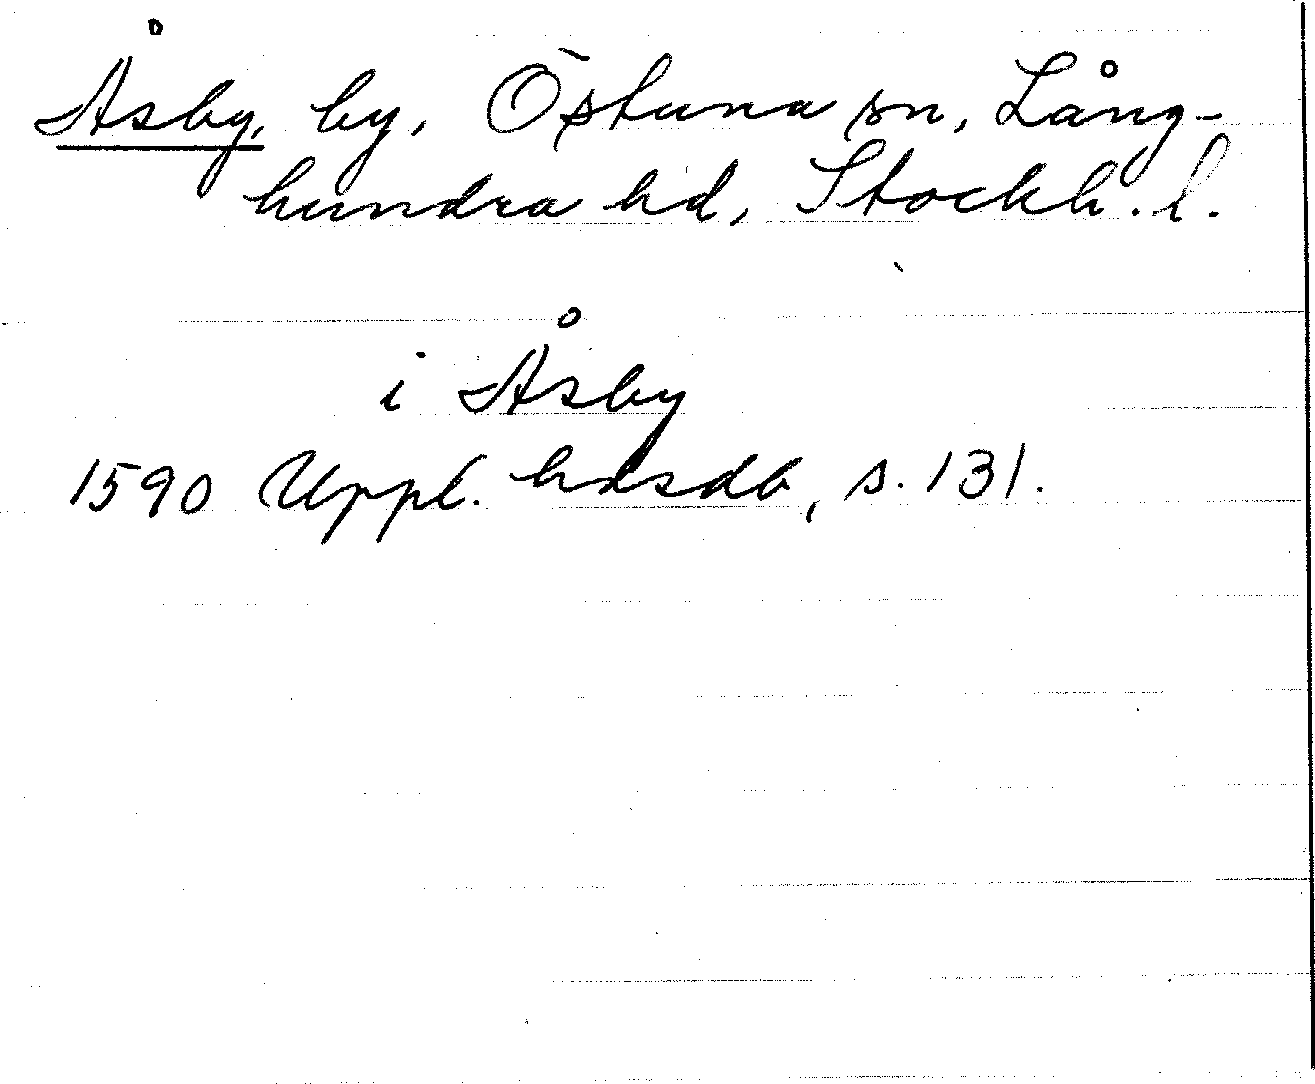 Åsby, by, Östuna sn, Lång-
hundra hd, Stockh. l.
i Åsby
1590 Uppl. hdsdb, s. 131.